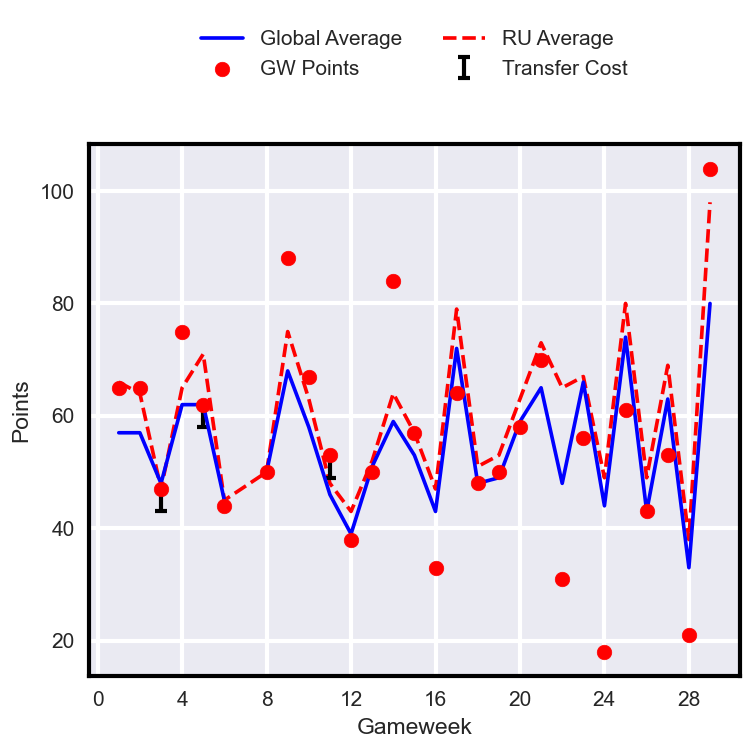 Global Average
RU Average
GW Points
Transfer Cost
Points
100
80
60
40
20
0 4 8 12 16 20 24 28
Gameweek